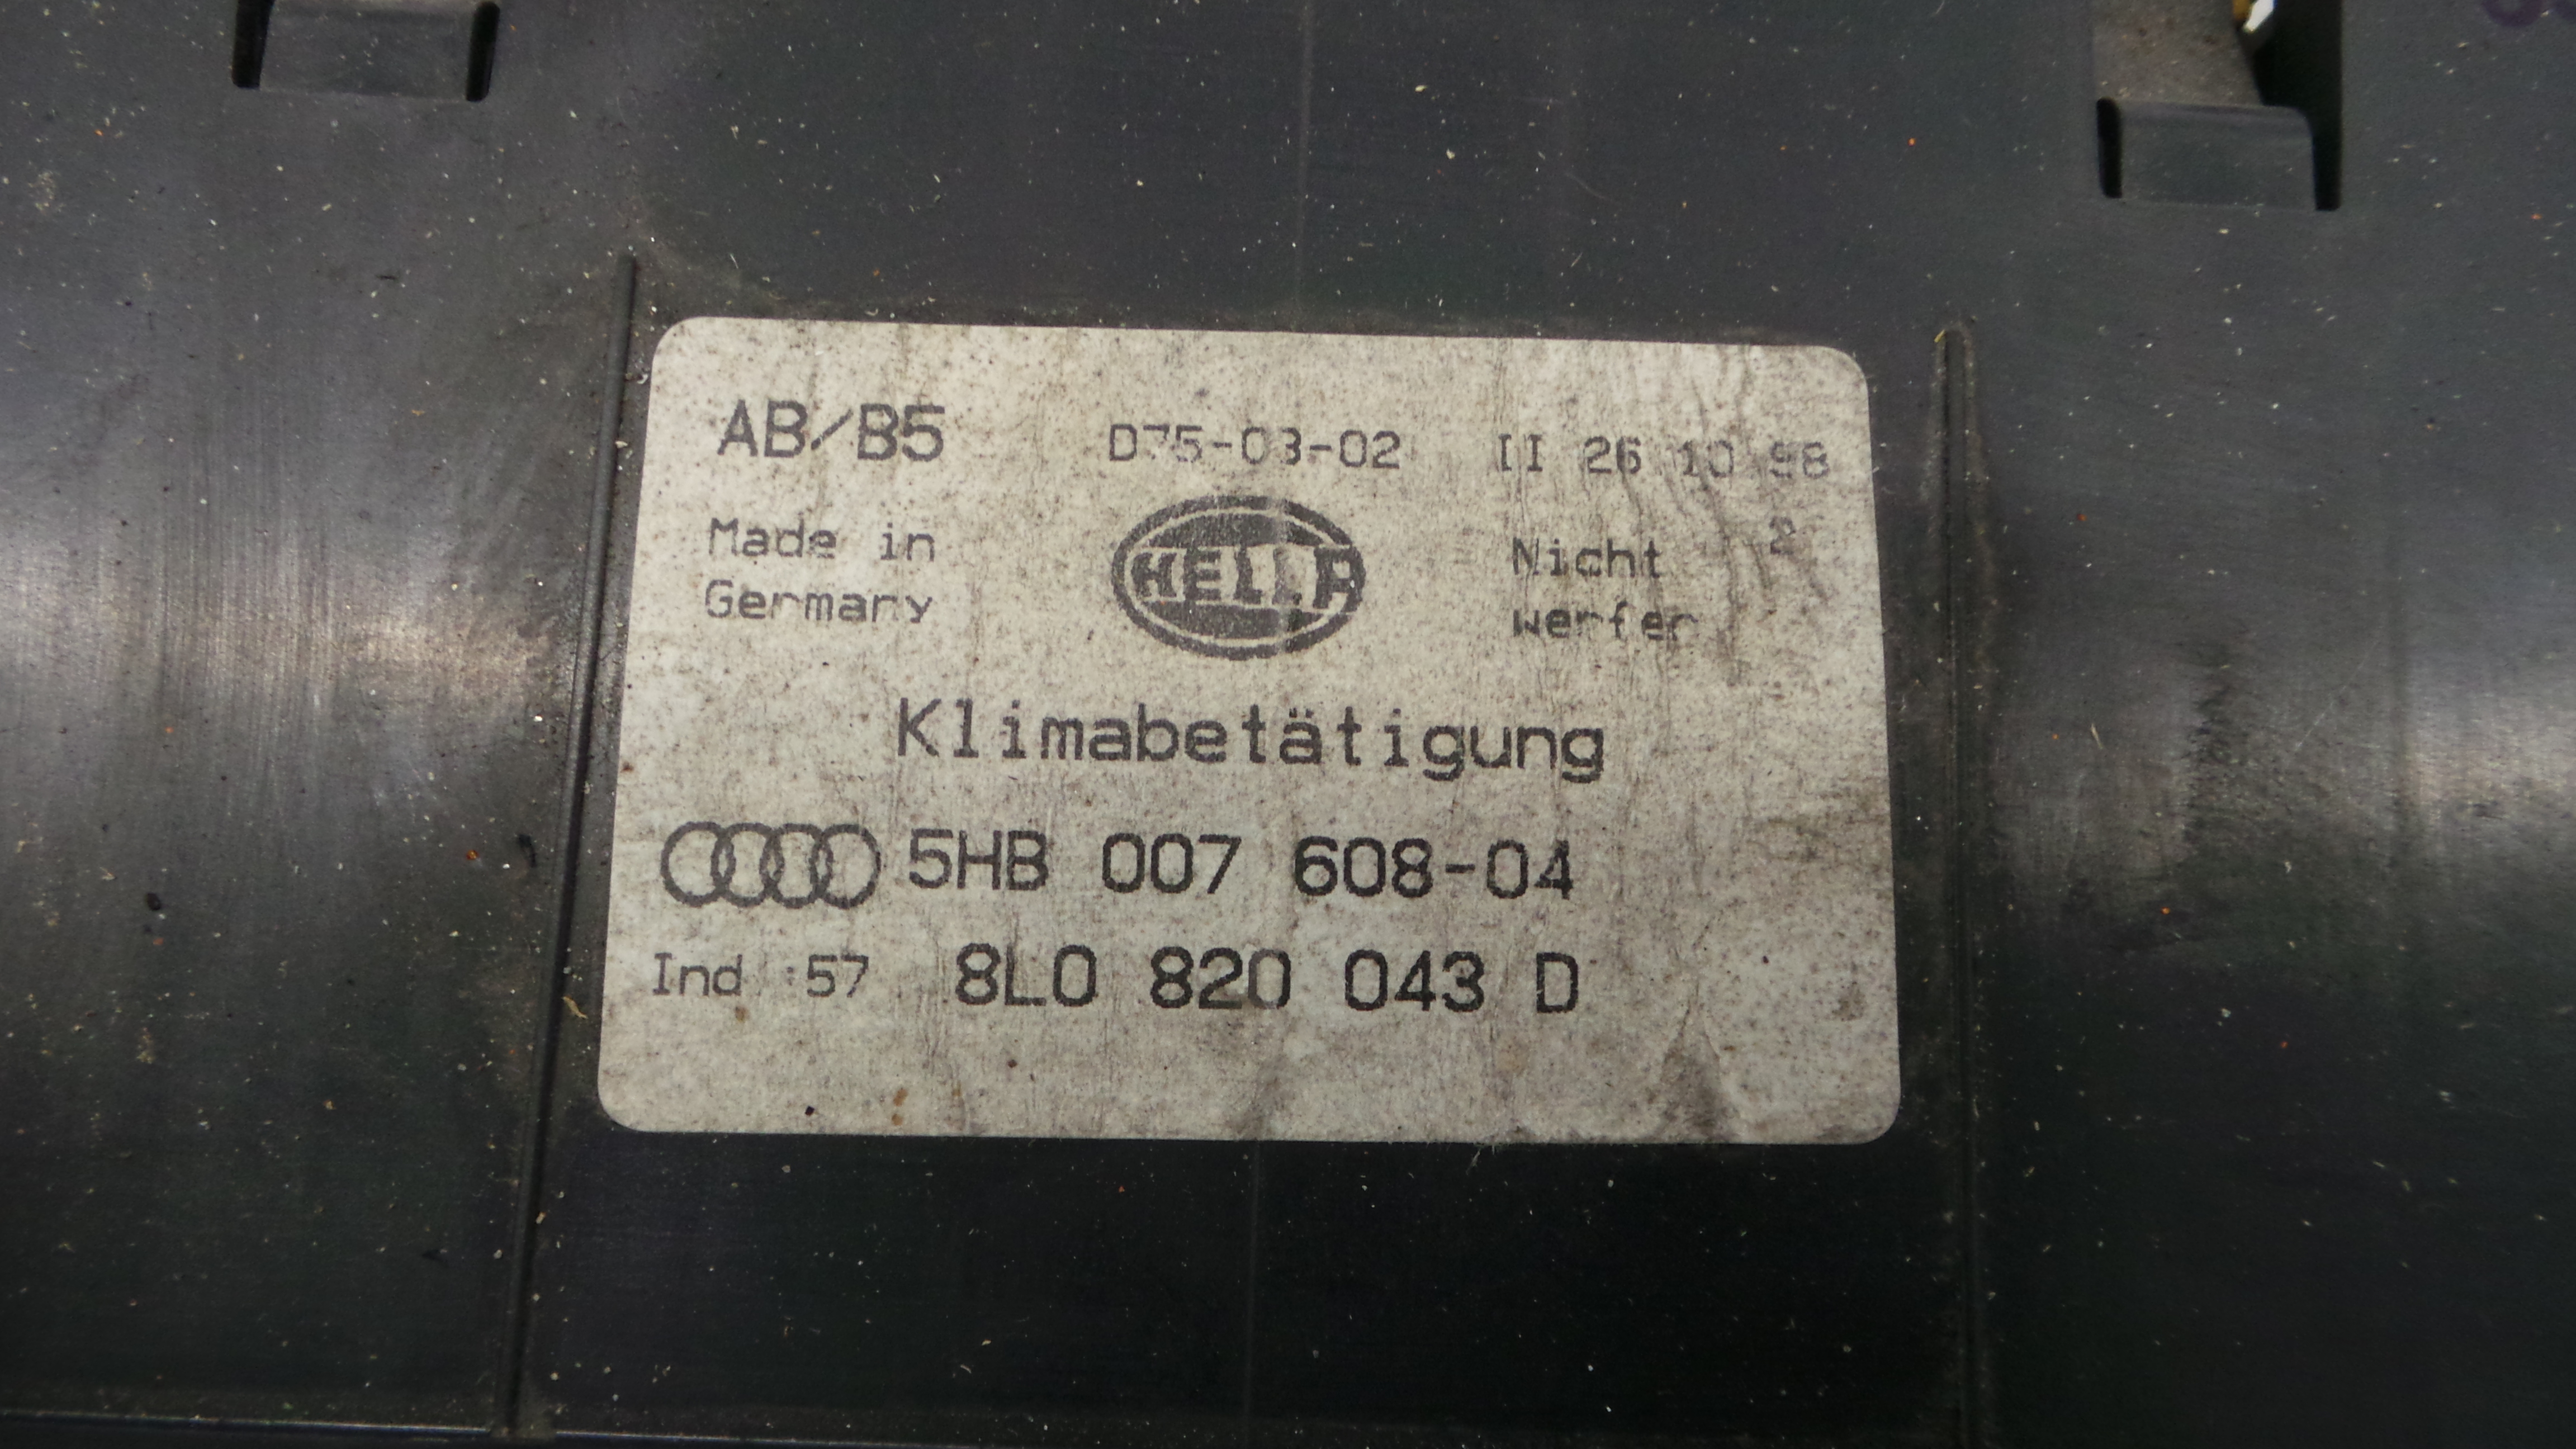 AB/B5 D75-03-02 II 26 10 98
Made in Nicht 2
Germany HELLA werfen
Klimabetätigung
5HB 007 608-04
Ind :57 8L0 820 043 D